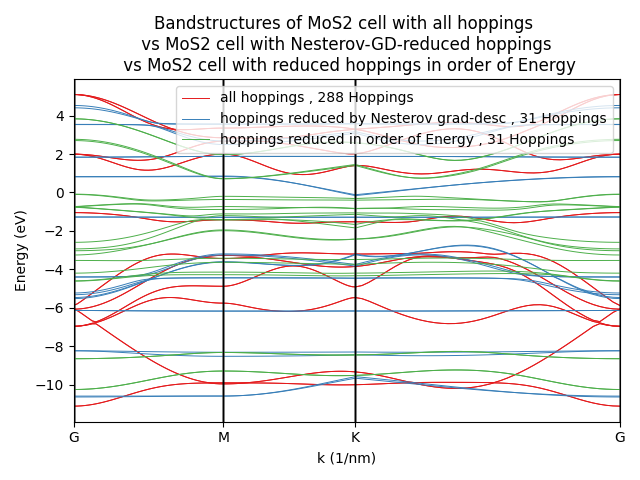 Bandstructures of MoS2 cell with all hoppings
vs MoS2 cell with Nesterov-GD-reduced hoppings
vs MoS2 cell with reduced hoppings in order of Energy
all hoppings , 288 Hoppings
hoppings reduced by Nesterov grad-desc , 31 Hoppings
hoppings reduced in order of Energy , 31 Hoppings
4
2
0
−2
−4
−6
−8
−10
Energy (eV)
G M K G
k (1/nm)